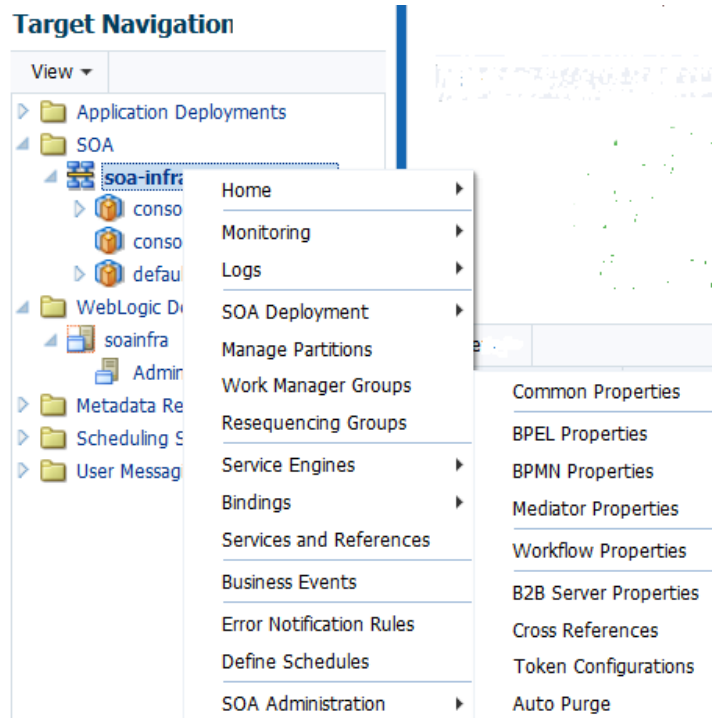 Target Navigation
View
Application Deployments
SOA
soa-infra
conso
conso
defau
WebLogic Do
soainfra
Admin
Metadata Re
Scheduling S
User Messag
Home
Monitoring
Logs
SOA Deployment
Manage Partitions
Work Manager Groups
Resequencing Groups
Service Engines
Bindings
Services and References
Business Events
Error Notification Rules
Define Schedules
SOA Administration
Common Properties
BPEL Properties
BPMN Properties
Mediator Properties
Workflow Properties
B2B Server Properties
Cross References
Token Configurations
Auto Purge